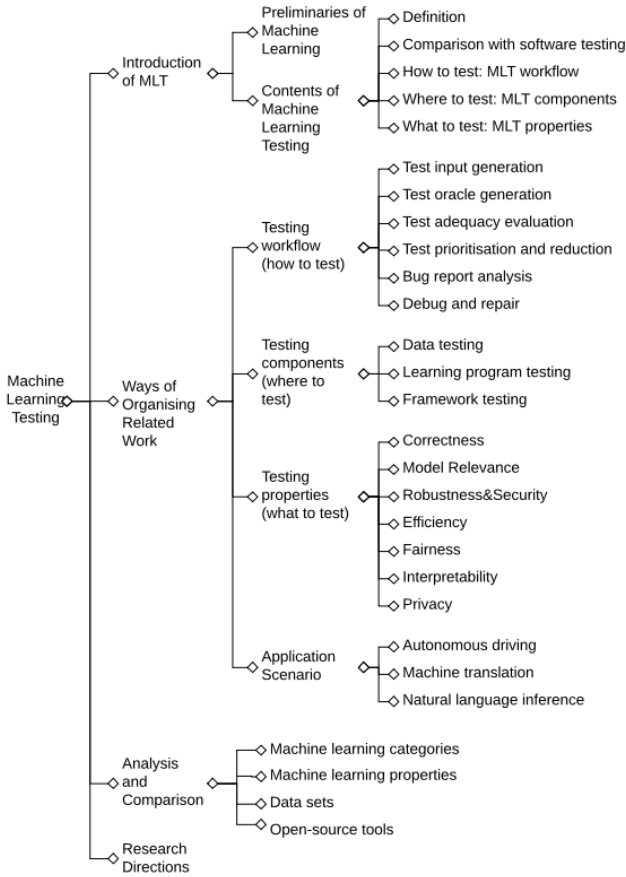 Machine
Learning
Testing
Introduction
of MLT
Preliminaries of
Machine
Learning
Contents of
Machine
Learning
Testing
Definition
Comparison with software testing
How to test: MLT workflow
Where to test: MLT components
What to test: MLT properties
Ways of
Organising
Related
Work
Testing
workflow
(how to test)
Test input generation
Test oracle generation
Test adequacy evaluation
Test prioritisation and reduction
Bug report analysis
Debug and repair
Testing
components
(where to
test)
Data testing
Learning program testing
Framework testing
Testing
properties
(what to test)
Correctness
Model Relevance
Robustness&Security
Efficiency
Fairness
Interpretability
Privacy
Application
Scenario
Autonomous driving
Machine translation
Natural language inference
Analysis
and
Comparison
Machine learning categories
Machine learning properties
Data sets
Open-source tools
Research
Directions